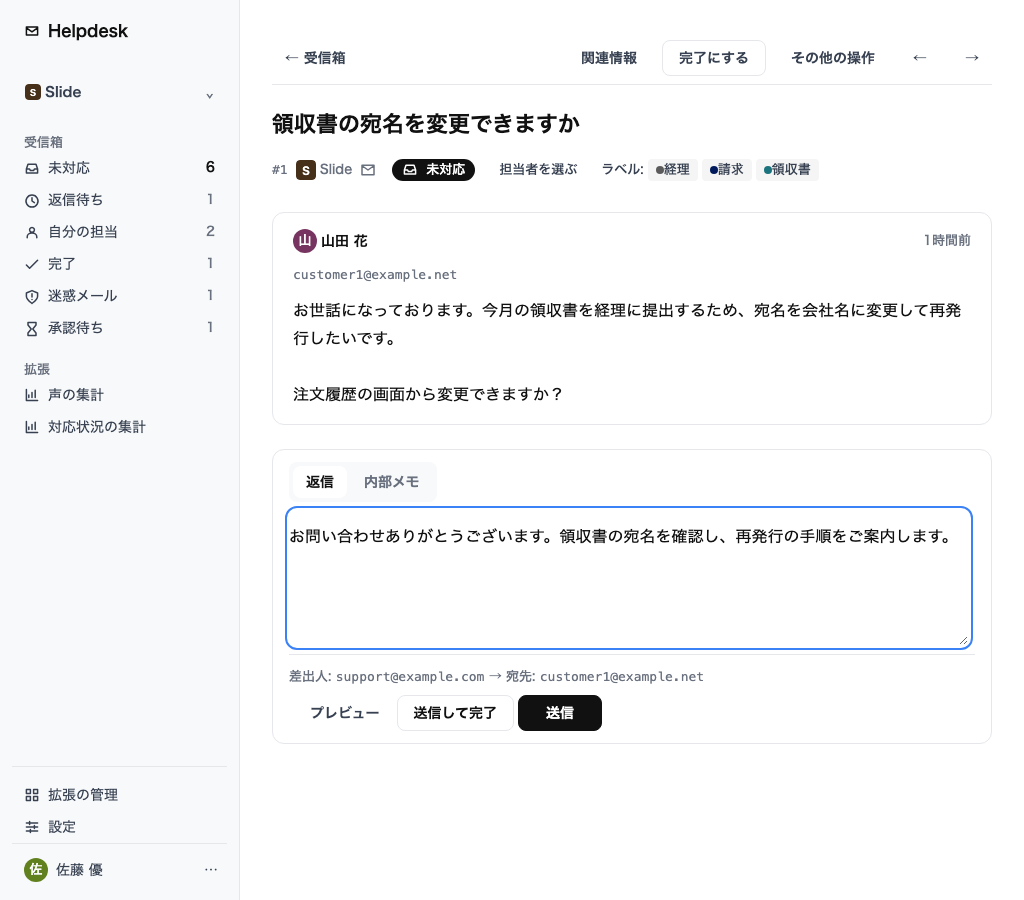 Helpdesk
S Slide
受信箱
未対応 6
返信待ち 1
自分の担当 2
完了 1
迷惑メール 1
承認待ち 1
拡張
声の集計
対応状況の集計
拡張の管理
設定
佐 佐藤 優 ···
← 受信箱 関連情報 完了にする その他の操作 ← →
領収書の宛名を変更できますか
#1 S Slide 未対応 担当者を選ぶ ラベル: 経理 請求 領収書
山 山田 花 1時間前
customer1@example.net
お世話になっております。今月の領収書を経理に提出するため、宛名を会社名に変更して再発
行したいです。
注文履歴の画面から変更できますか？
返信 内部メモ
お問い合わせありがとうございます。領収書の宛名を確認し、再発行の手順をご案内します。
差出人: support@example.com → 宛先: customer1@example.net
プレビュー 送信して完了 送信